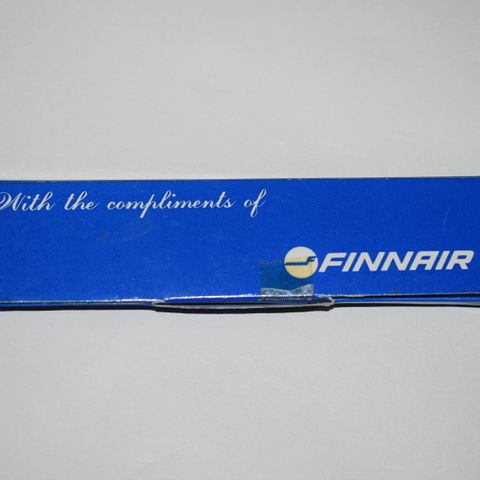 With the compliments of
FINNAIR